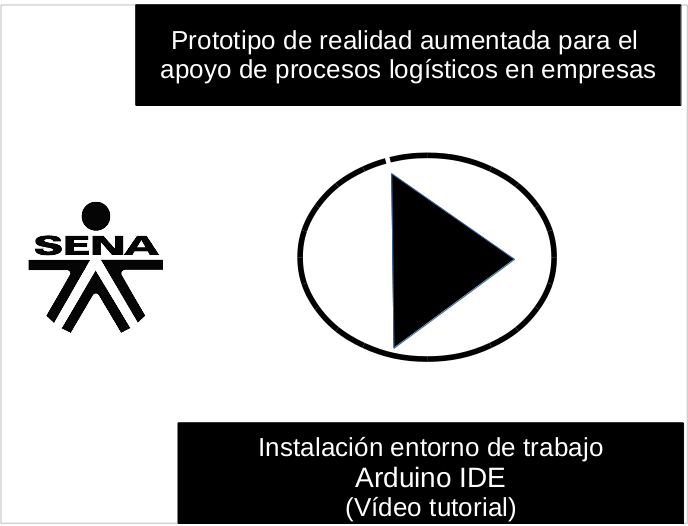 Prototipo de realidad aumentada para el
apoyo de procesos logísticos en empresas
SENA
Instalación entorno de trabajo
Arduino IDE
(Vídeo tutorial)